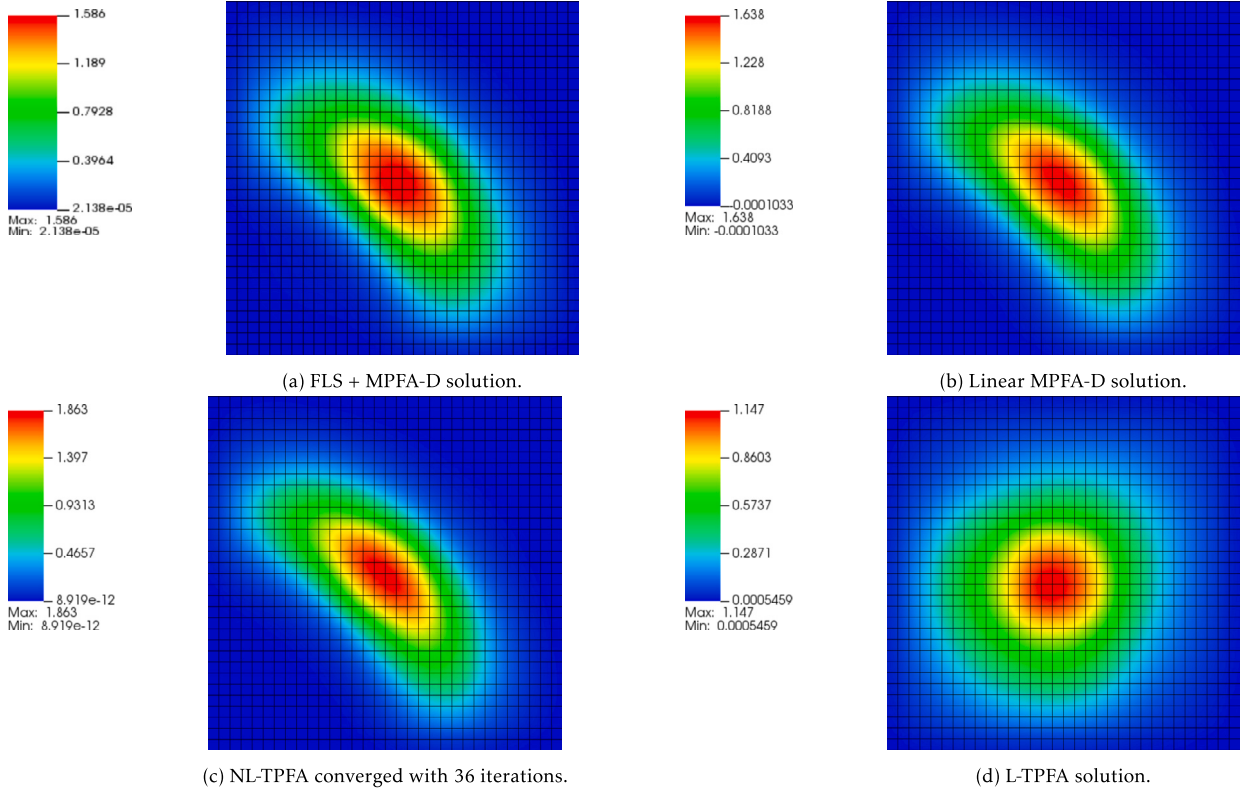 1.586
1.189
0.7928
0.3964
2.138e-05
Max: 1.586
Min: 2.138e-05
(a) FLS + MPFA-D solution.
1.638
1.228
0.8188
0.4093
-0.0001033
Max: 1.638
Min: -0.0001033
(b) Linear MPFA-D solution.
1.863
1.397
0.9313
0.4657
8.919e-12
Max: 1.863
Min: 8.919e-12
(c) NL-TPFA converged with 36 iterations.
1.147
0.8603
0.5737
0.2871
0.0005459
Max: 1.147
Min: 0.0005459
(d) L-TPFA solution.